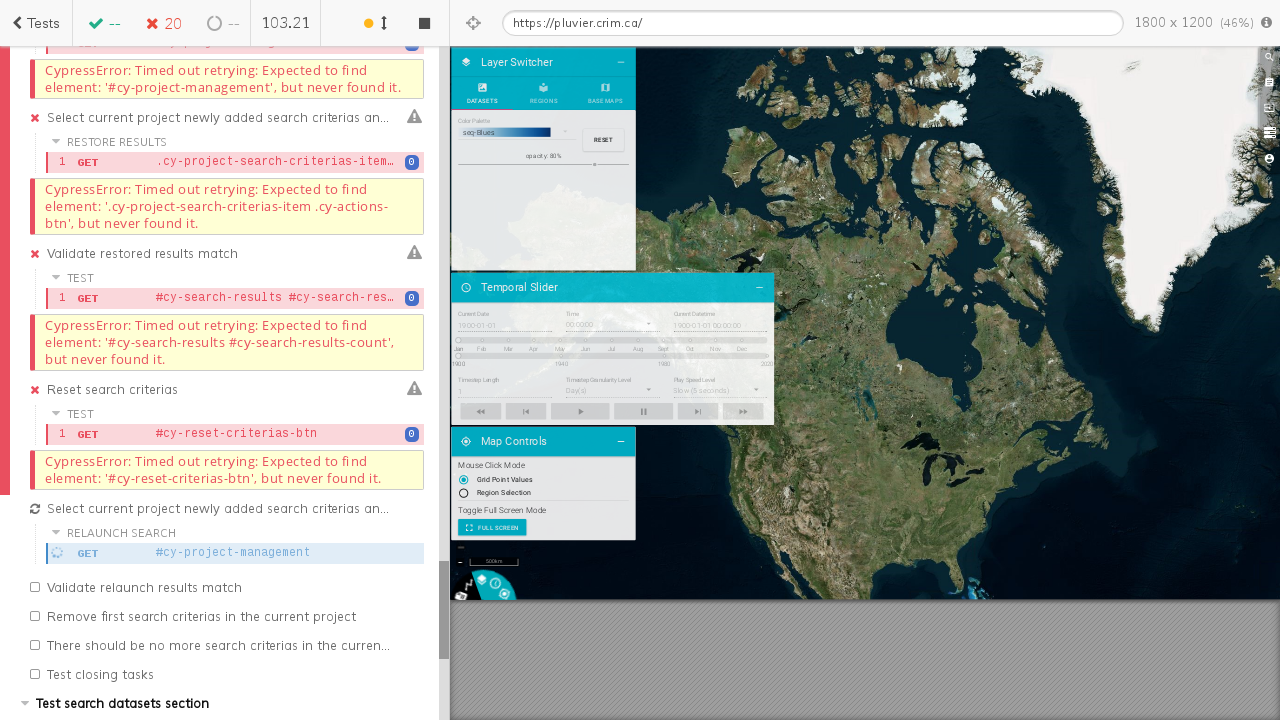 Tests
--
20
--
103.21
https://pluvier.crim.ca/
1800 x 1200 (46%)
CypressError: Timed out retrying: Expected to find
element: '#cy-project-management', but never found it.
Select current project newly added search criterias an...
RESTORE RESULTS
1 GET .cy-project-search-criterias-item… 0
CypressError: Timed out retrying: Expected to find
element: '.cy-project-search-criterias-item .cy-actions-
btn', but never found it.
Validate restored results match
TEST
1 GET #cy-search-results #cy-search-res… 0
CypressError: Timed out retrying: Expected to find
element: '#cy-search-results #cy-search-results-count',
but never found it.
Reset search criterias
TEST
1 GET #cy-reset-criterias-btn 0
CypressError: Timed out retrying: Expected to find
element: '#cy-reset-criterias-btn', but never found it.
Select current project newly added search criterias an...
RELAUNCH SEARCH
GET #cy-project-management
Validate relaunch results match
Remove first search criterias in the current project
There should be no more search criterias in the curren...
Test closing tasks
Test search datasets section
Layer Switcher
DATASETS REGIONS BASE MAPS
Color Palette
seq-Blues
RESET
opacity: 80%
Temporal Slider
Current Date Time Current Datetime
1900-01-01 00:00:00 1900-01-01 00:00:00
Jan Feb Mar Apr May Jun Jul Aug Sept Oct Nov Dec
1900 1940 1980 2020
Timestep Length Timestep Granularity Level Play Speed Level
1 Day(s) Slow (5 seconds)
Map Controls
Mouse Click Mode
Grid Point Values
Region Selection
Toggle Full Screen Mode
FULL SCREEN
500km